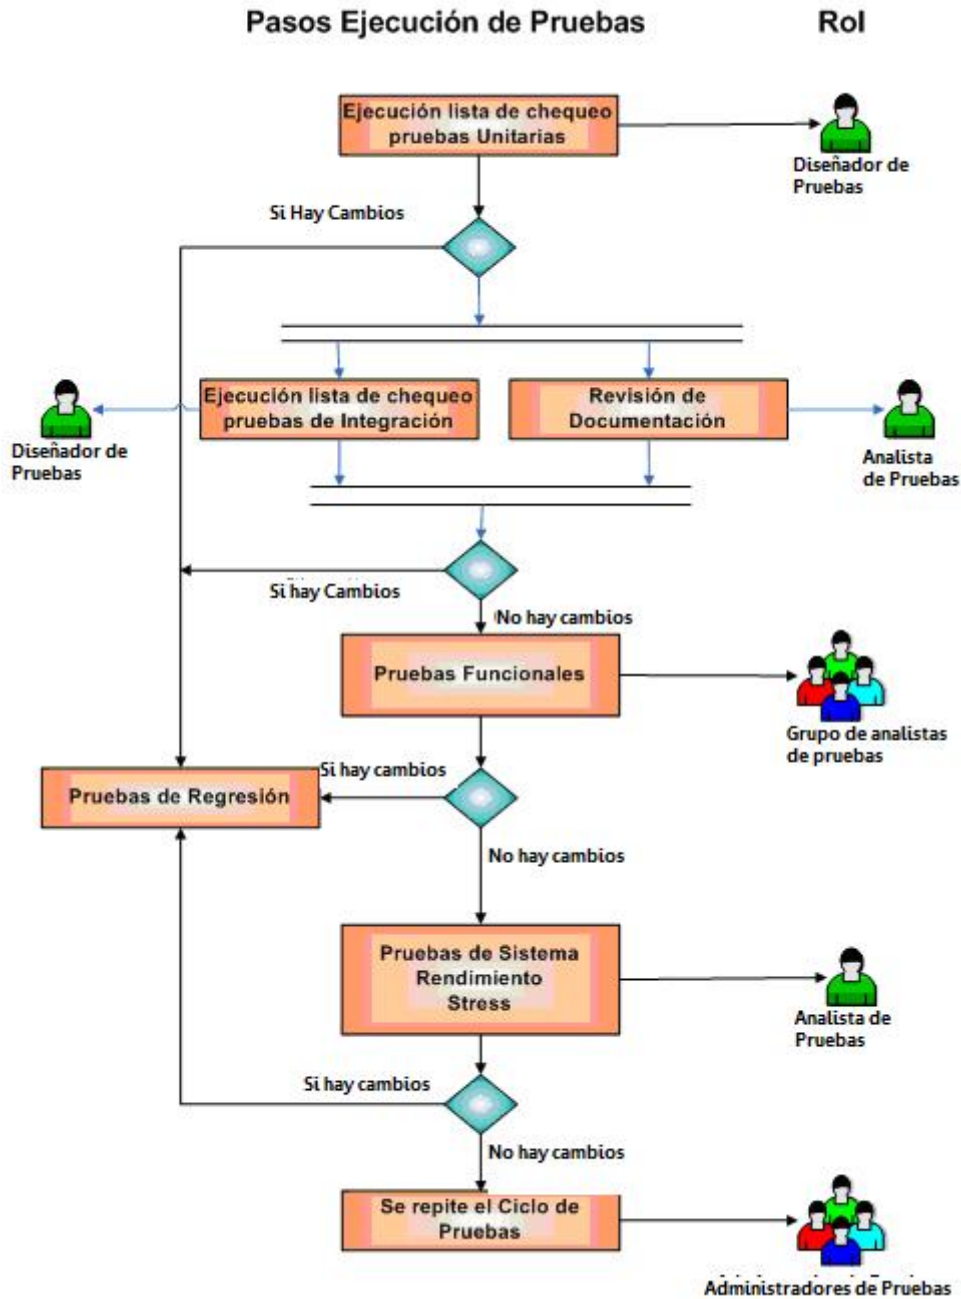 Pasos Ejecución de Pruebas
Rol
Ejecución lista de chequeo
pruebas Unitarias
Diseñador de
Pruebas
Si Hay Cambios
Ejecución lista de chequeo
pruebas de Integración
Revisión de
Documentación
Diseñador de
Pruebas
Analista
de Pruebas
Si hay Cambios
No hay cambios
Pruebas Funcionales
Grupo de analistas
de pruebas
Si hay cambios
Pruebas de Regresión
No hay cambios
Pruebas de Sistema
Rendimiento
Stress
Analista de
Pruebas
Si hay cambios
No hay cambios
Se repite el Ciclo de
Pruebas
Administradores de Pruebas